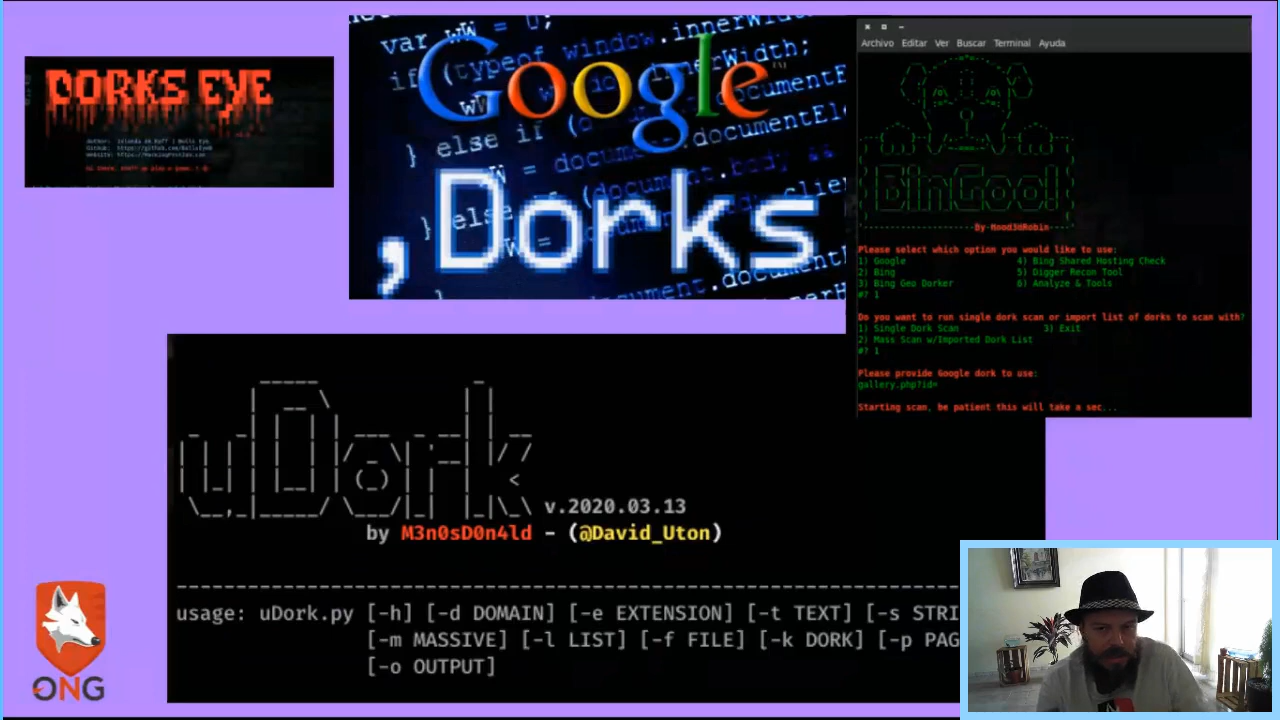 DORKS EYE
var wW = 0;
if (typeof window.innerWidth
Google
wW
} else if
documentEl
document.body
} else
clie
wW =
,Dorks
document.docume
Archivo Editar Ver Buscar Terminal Ayuda
BinGoo!
By Hood3dRob1n
Please select which option you would like to use:
1) Google 4) Bing Shared Hosting Check
2) Bing 5) Digger Recon Tool
3) Bing Geo Dorker 6) Analyze & Tools
#? 1
Do you want to run single dork scan or import list of dorks to scan with?
1) Single Dork Scan 3) Exit
2) Mass Scan w/Imported Dork List
#? 1
Please provide Google dork to use:
gallery.php?id=
Starting scan, be patient this will take a sec...
uDork v.2020.03.13
by M3n0sD0n4ld - (@David_Uton)
usage: uDork.py [-h] [-d DOMAIN] [-e EXTENSION] [-t TEXT] [-s STRI
[-m MASSIVE] [-l LIST] [-f FILE] [-k DORK] [-p PAG
[-o OUTPUT]
ONG